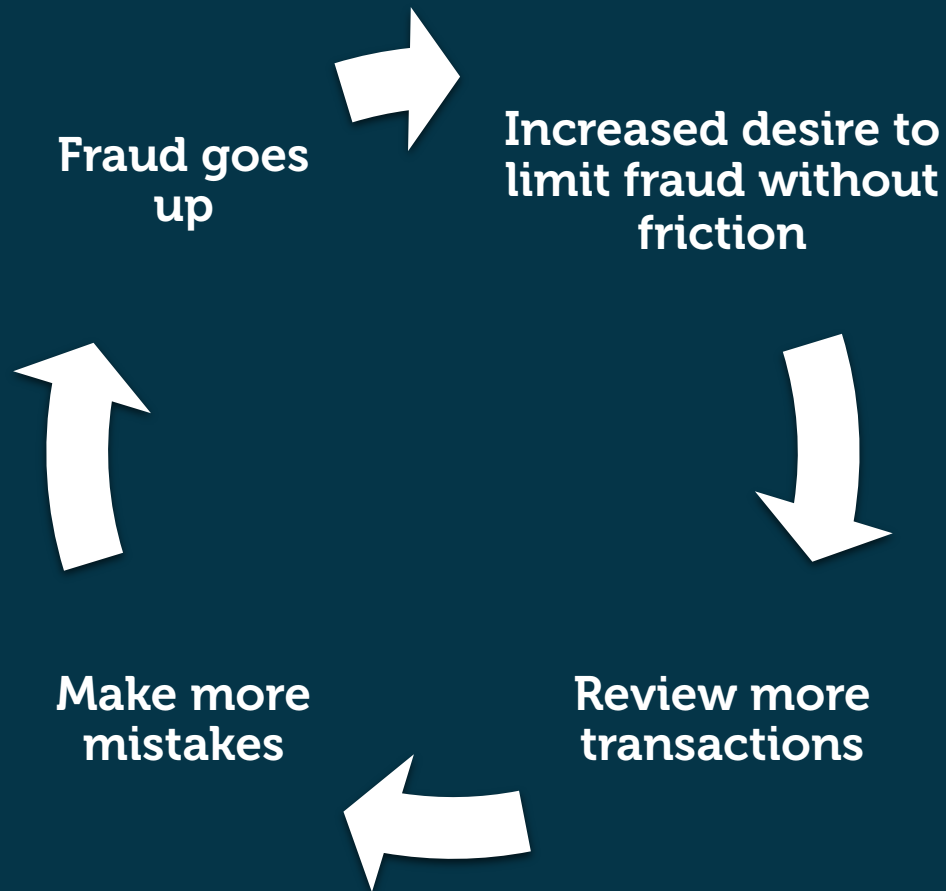 Fraud goes
up
Increased desire to
limit fraud without
friction
Review more
transactions
Make more
mistakes